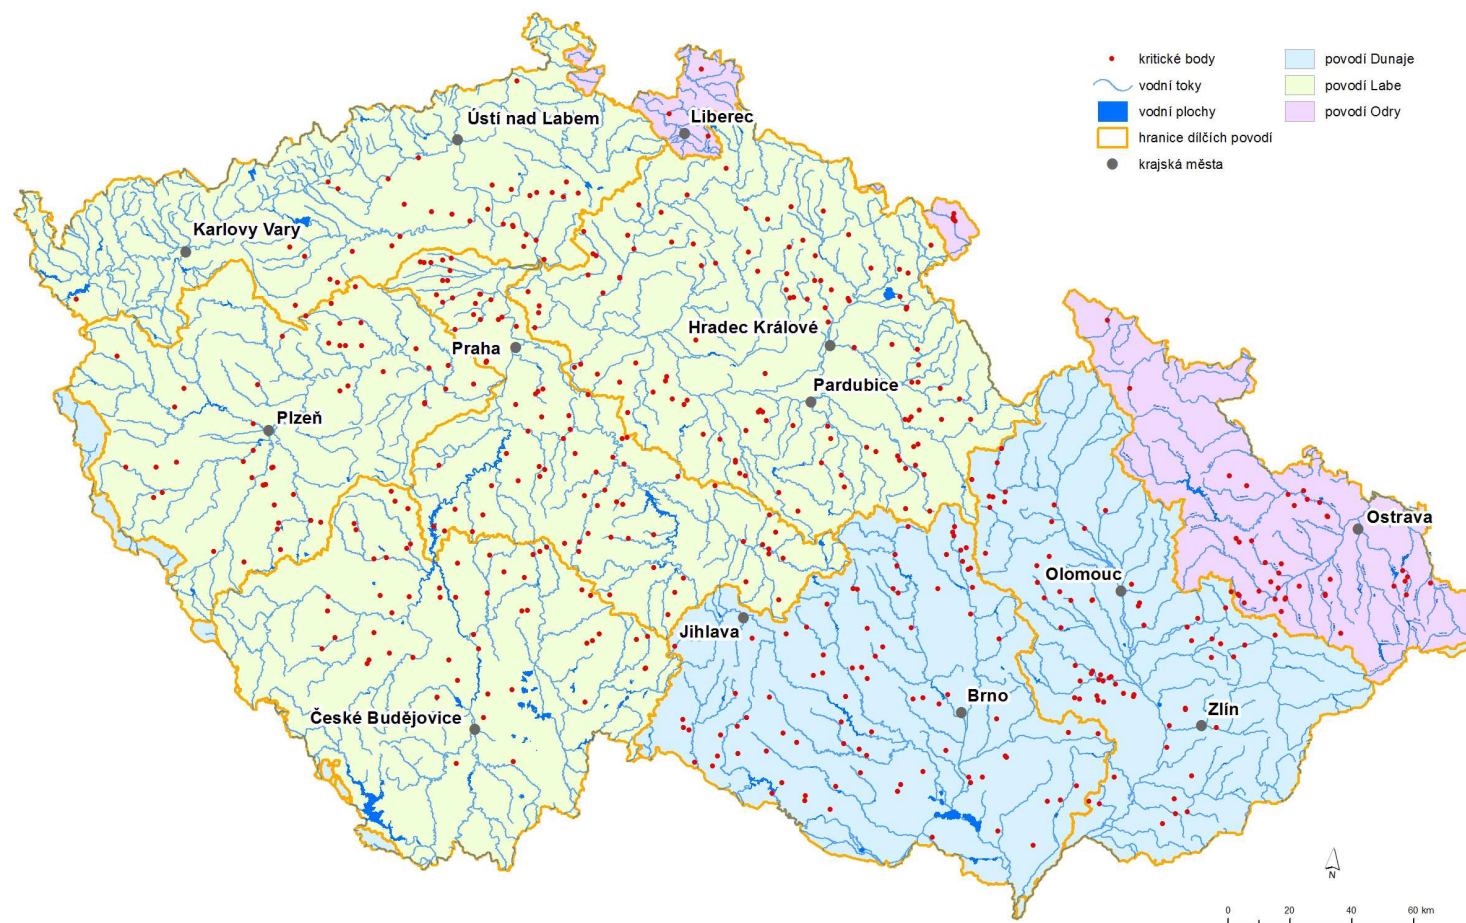 kritické body
povodí Dunaje
vodní toky
povodí Labe
vodní plochy
povodí Odry
hranice dílčích povodí
krajská města
Ústí nad Labem
Liberec
Karlovy Vary
Hradec Králové
Praha
Pardubice
Plzeň
Ostrava
Olomouc
Jihlava
Brno
Zlín
České Budějovice
N
0 20 40 60 km